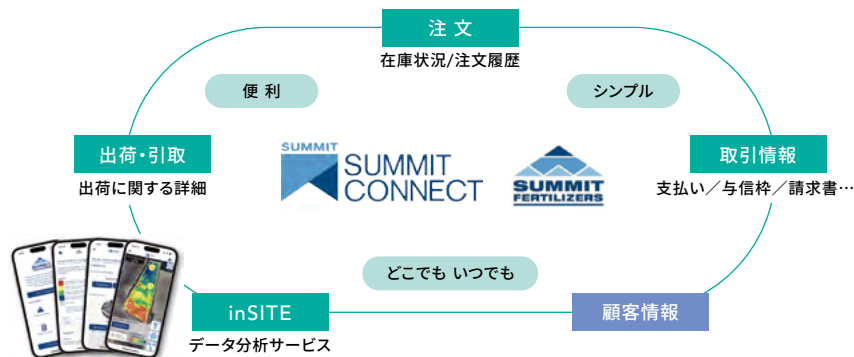 注 文
在庫状況/注文履歴
便 利
シンプル
出荷・引取
出荷に関する詳細
SUMMIT
SUMMIT
CONNECT
SUMMIT
FERTILIZERS
取引情報
支払い／与信枠／請求書…
どこでも いつでも
inSITE
データ分析サービス
顧客情報